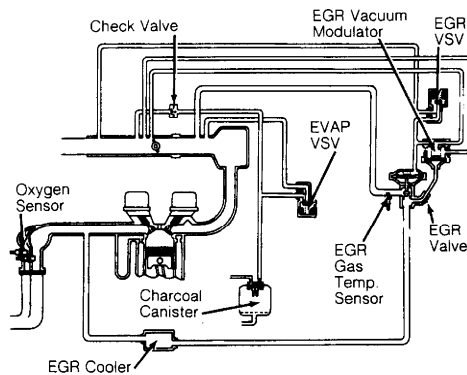 Check Valve
EGR Vacuum
Modulator
EGR
VSV
EVAP
VSV
Oxygen
Sensor
EGR
Valve
EGR
Gas
Temp.
Sensor
Charcoal
Canister
EGR Cooler